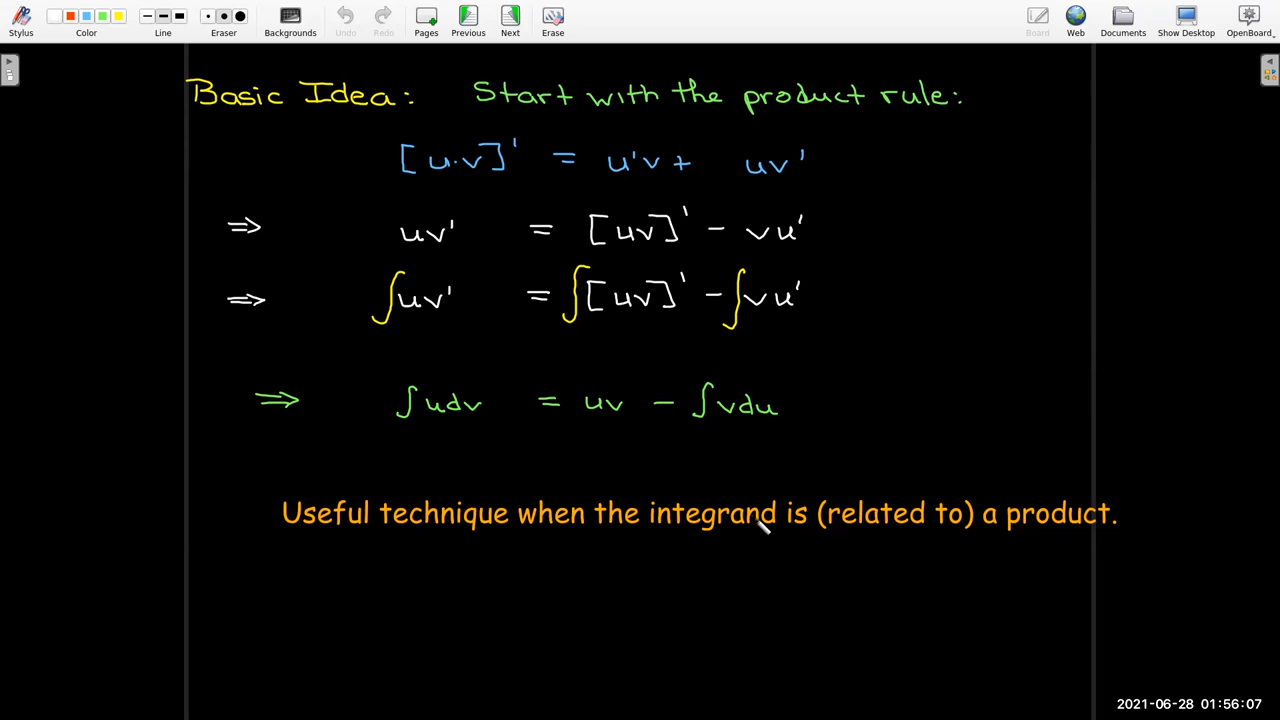 Stylus Color Line Eraser Backgrounds Undo Redo Pages Previous Next Erase Board Web Documents Show Desktop OpenBoard
Basic Idea: Start with the product rule:
[u·v]' = u'v + uv'
⇒ uv' = [uv]' - vu'
⇒ ∫uv' = ∫[uv]' - ∫vu'
⇒ ∫udv = uv - ∫vdu
Useful technique when the integrand is (related to) a product.
2021-06-28 01:56:07